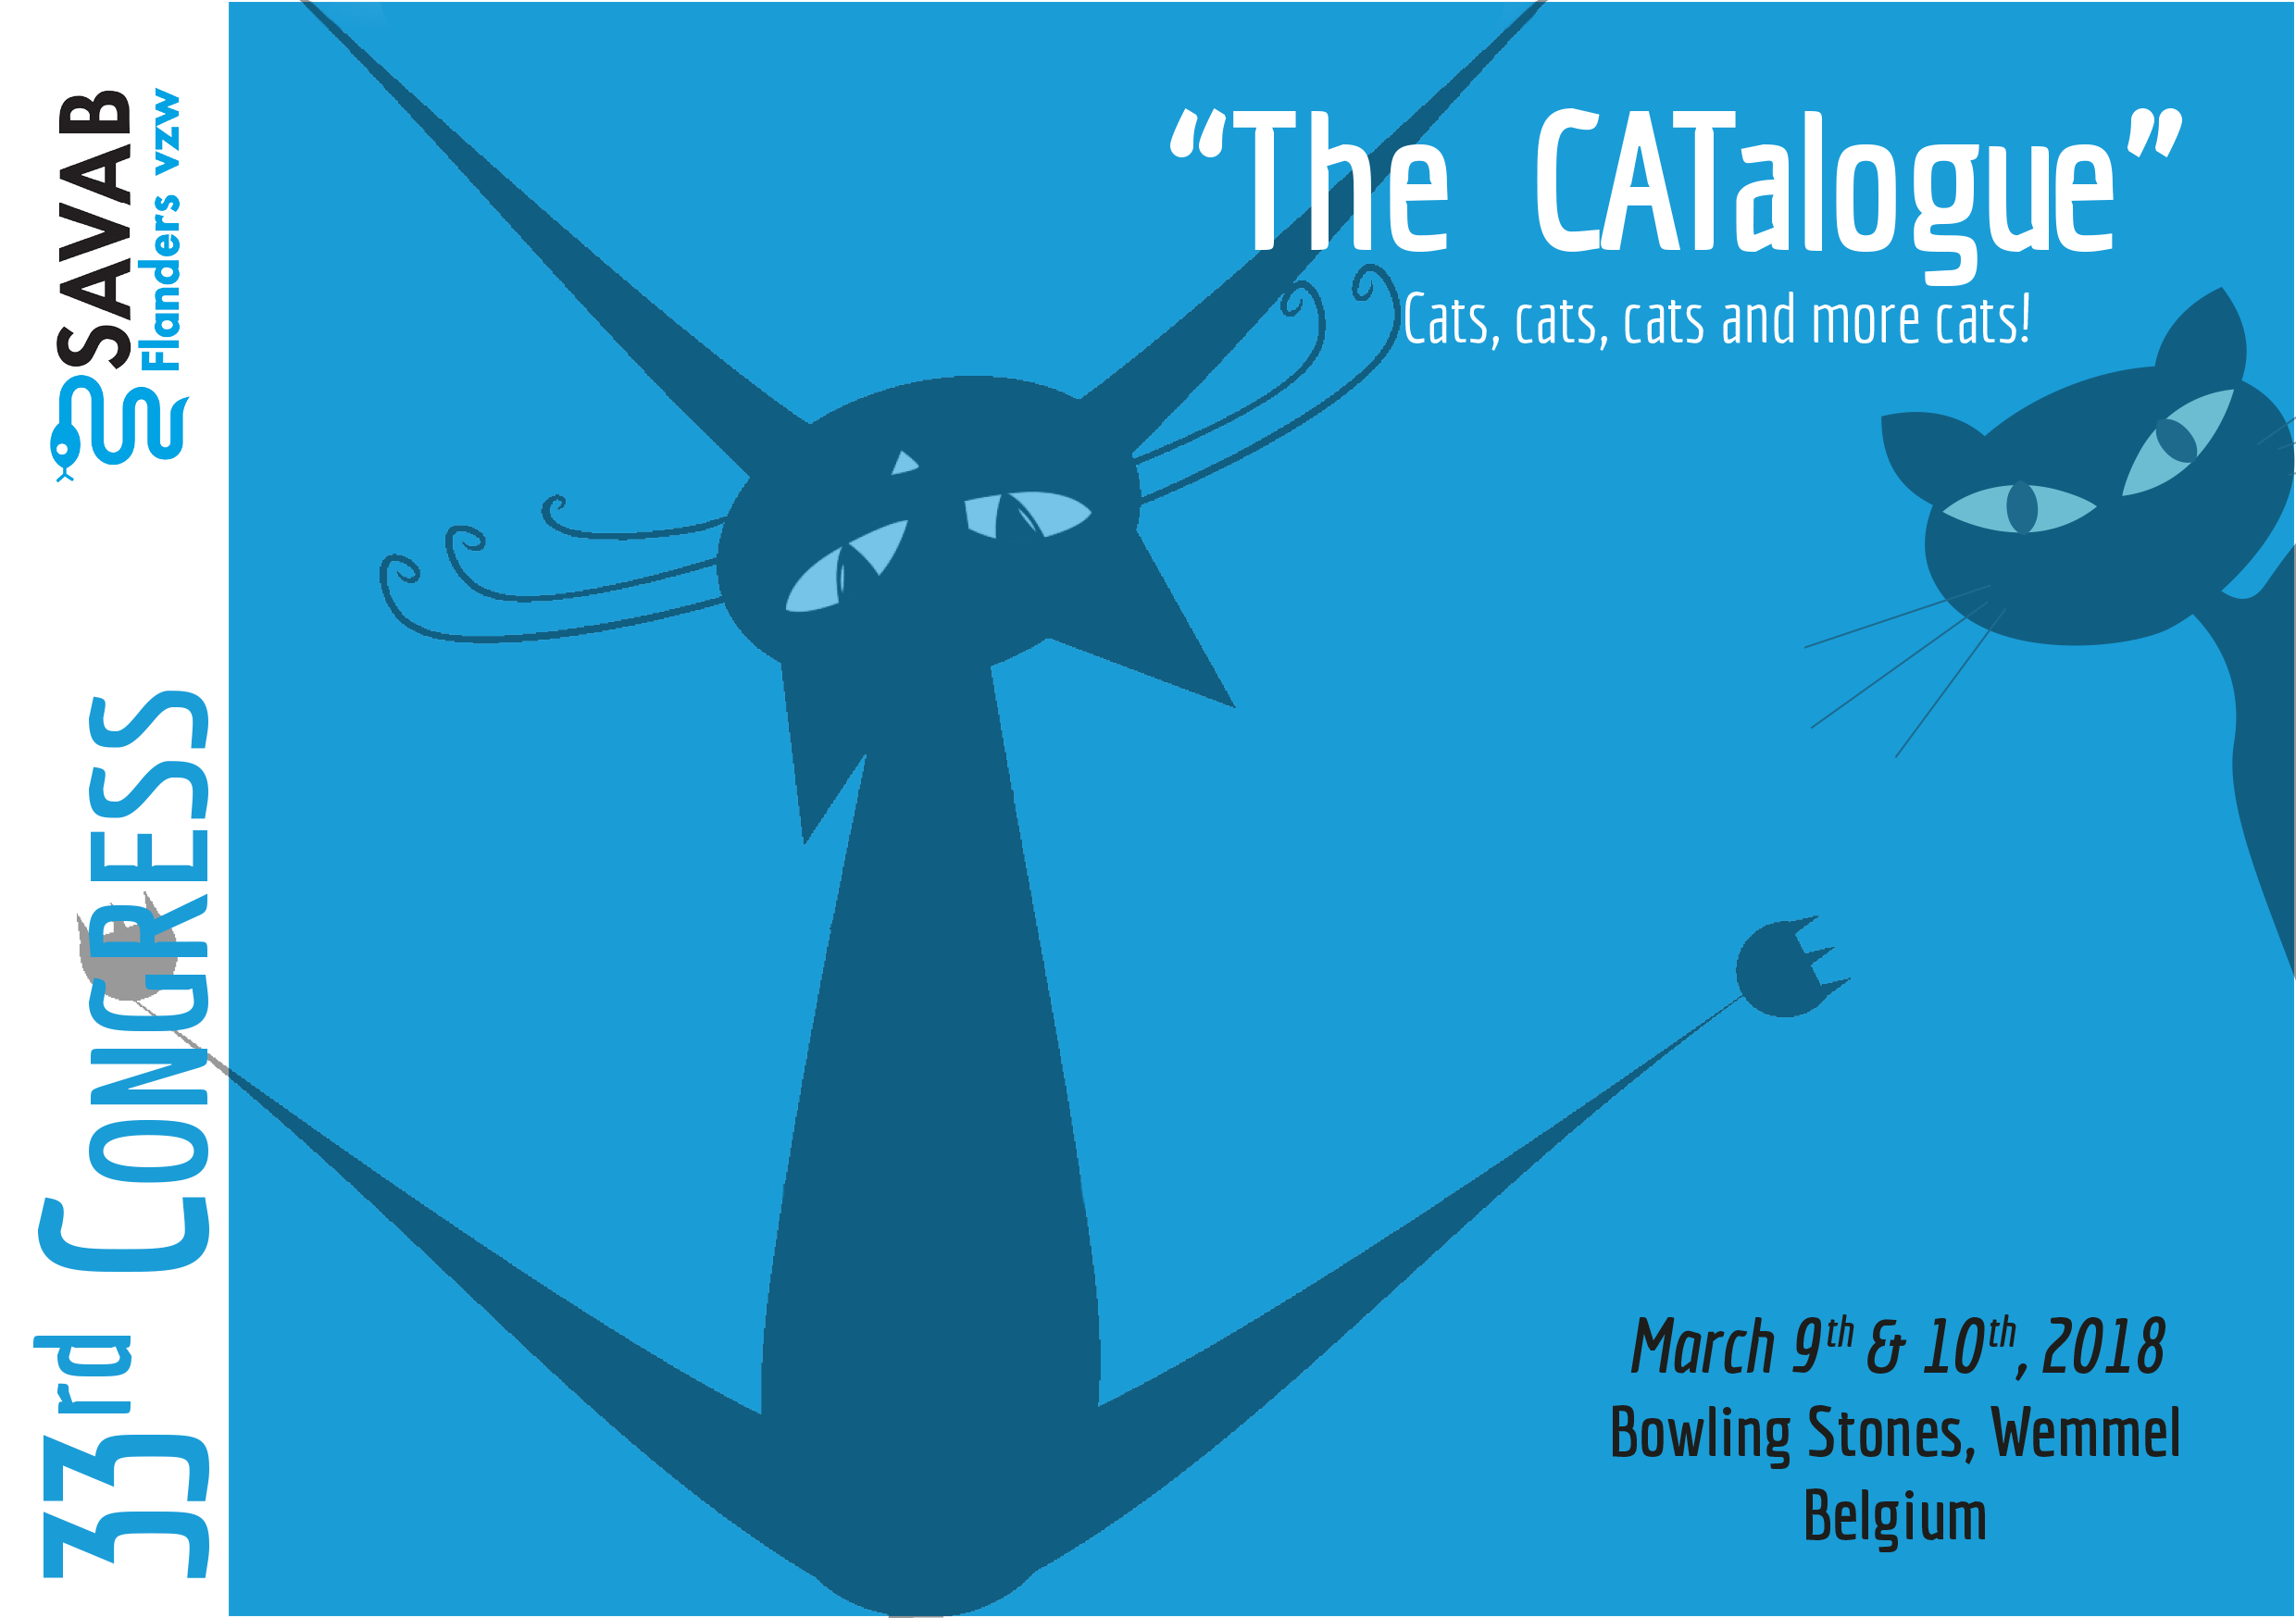 SAVAB
Flanders vzw
33rd Congress
“The CATalogue”
Cats, cats, cats and more cats!
March 9th & 10th, 2018
Bowling Stones, Wemmel
Belgium